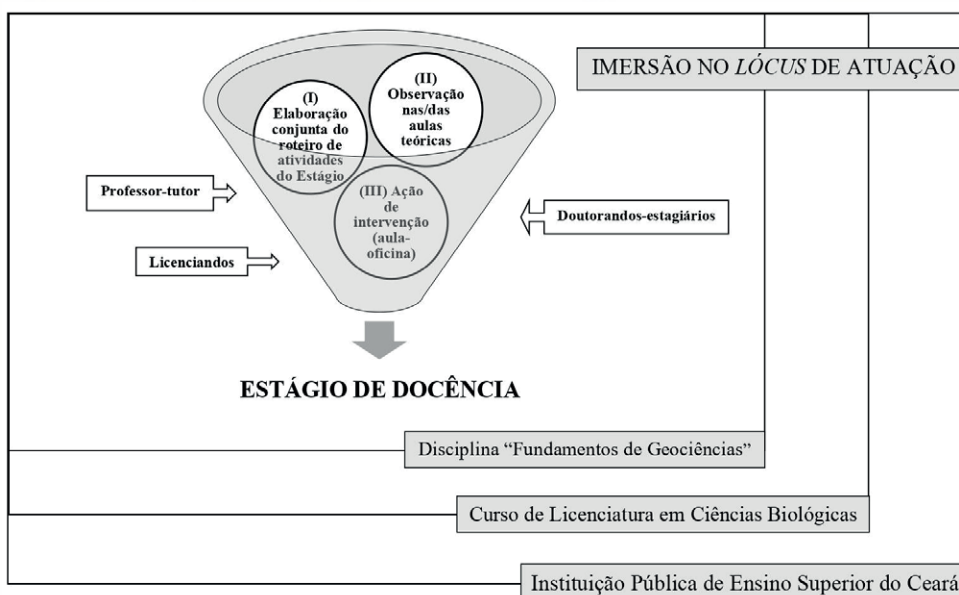 IMERSÃO NO LÓCUS DE ATUAÇÃO
(I)
Elaboração
conjunta do
roteiro de
atividades
do Estágio
(II)
Observação
nas/das
aulas
teóricas
(III) Ação
de
intervenção
(aula-
oficina)
Professor-tutor
Licenciandos
Doutorandos-estagiários
ESTÁGIO DE DOCÊNCIA
Disciplina “Fundamentos de Geociências”
Curso de Licenciatura em Ciências Biológicas
Instituição Pública de Ensino Superior do Ceará